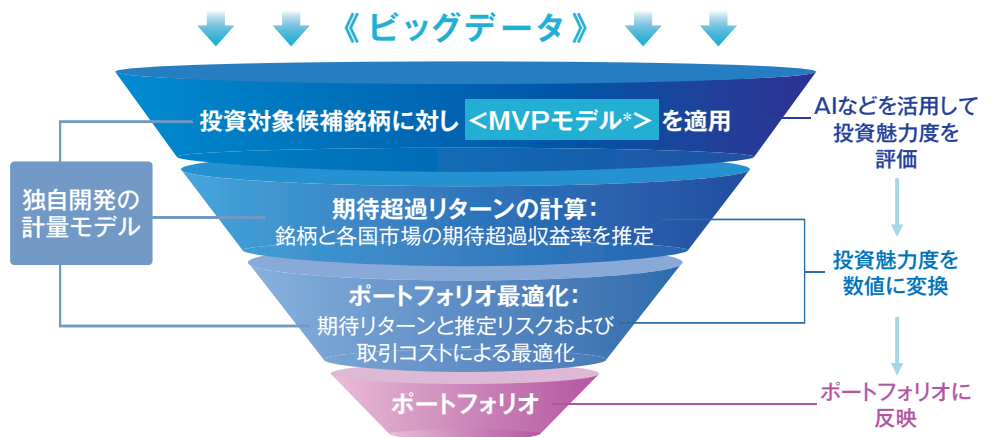 《ビッグデータ》
投資対象候補銘柄に対し <MVPモデル*> を適用
AIなどを活用して
投資魅力度を
評価
独自開発の
計量モデル
期待超過リターンの計算：
銘柄と各国市場の期待超過収益率を推定
投資魅力度を
数値に変換
ポートフォリオ最適化：
期待リターンと推定リスクおよび
取引コストによる最適化
ポートフォリオ
ポートフォリオに
反映